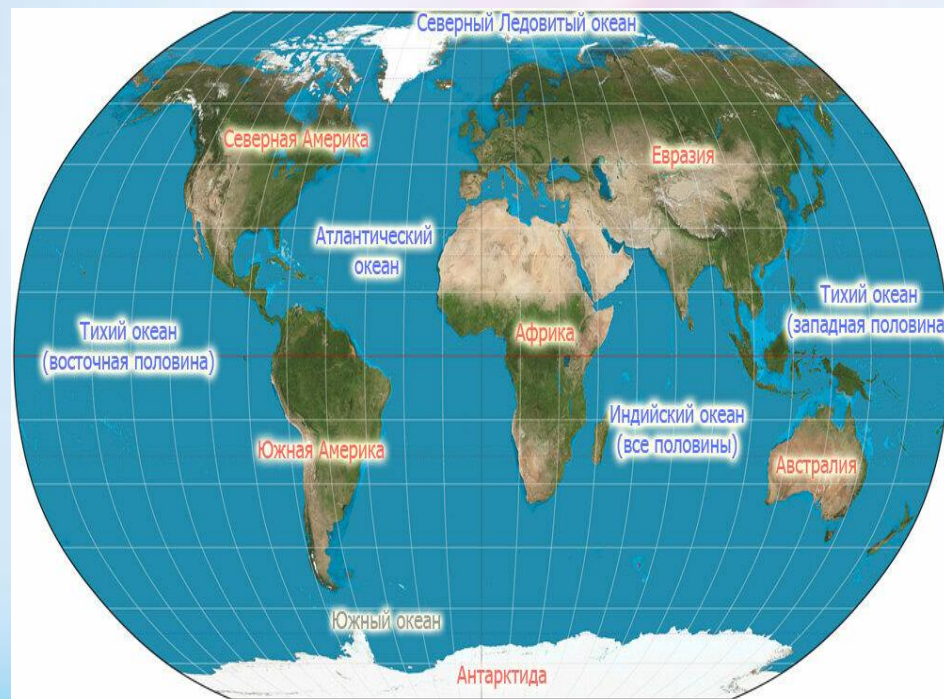 Северный Ледовитый океан
Северная Америка
Евразия
Атлантический
океан
Тихий океан
(западная половина
Африка
Тихий океан
(восточная половина)
Индийский океан
(все половины)
Южная Америка
Австралия
Южный океан
Антарктида